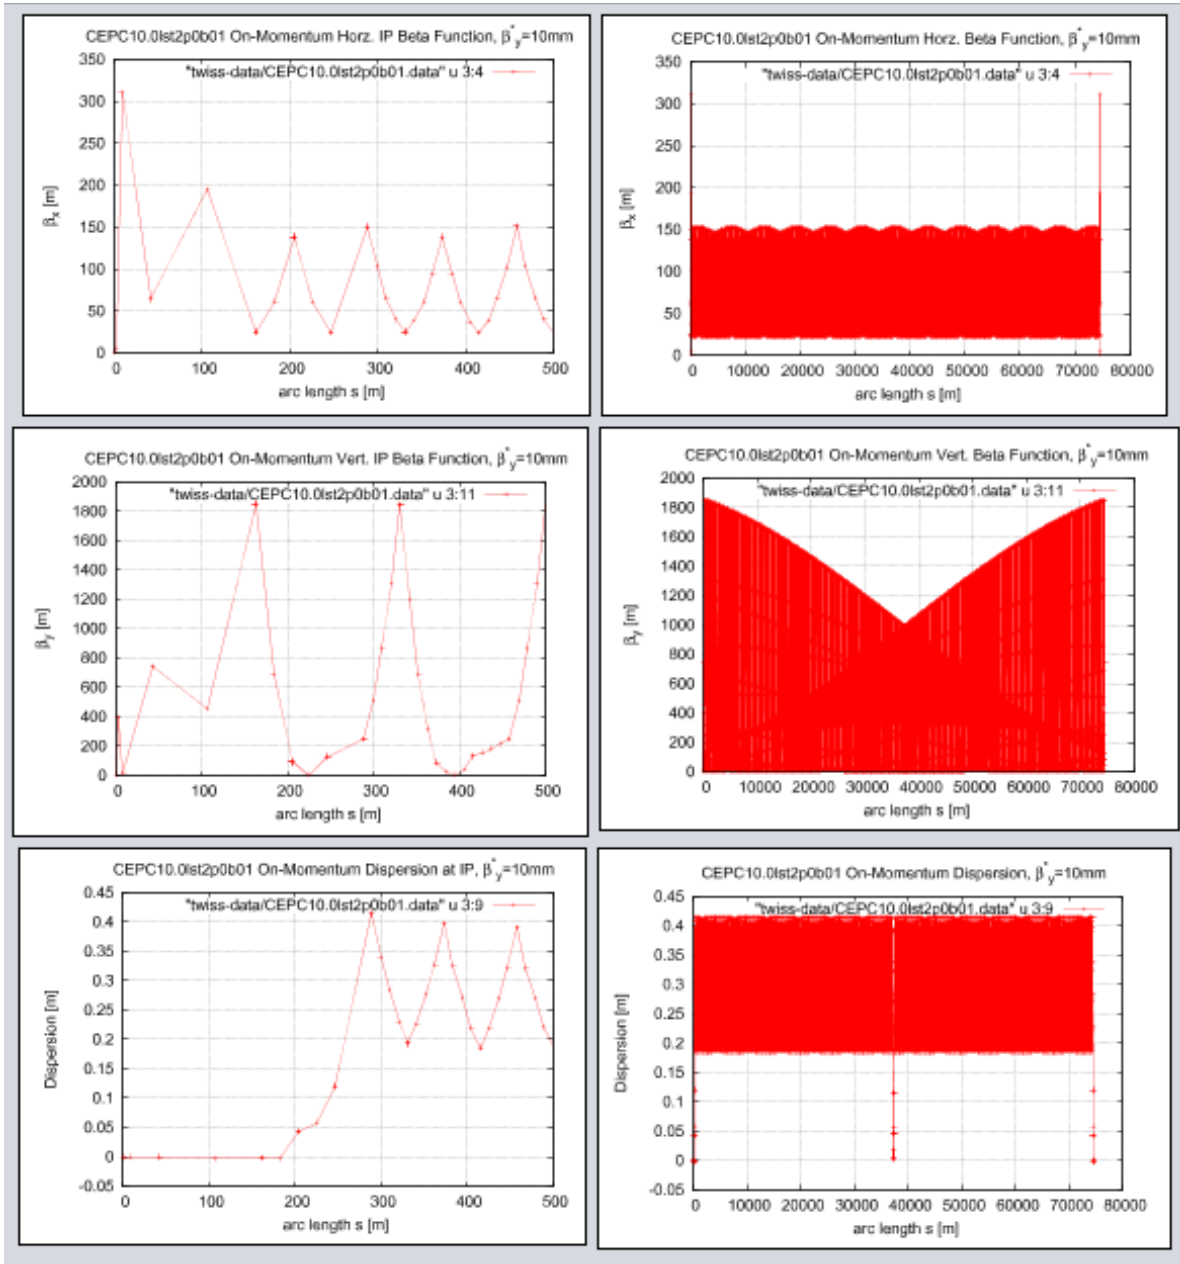 CEPC10.0lst2p0b01 On-Momentum Horz. IP Beta Function, β*y=10mm
"twiss-data/CEPC10.0lst2p0b01.data" u 3:4
350
300
250
200
150
100
50
0
βx [m]
0 100 200 300 400 500
arc length s [m]
CEPC10.0lst2p0b01 On-Momentum Horz. Beta Function, β*y=10mm
"twiss-data/CEPC10.0lst2p0b01.data" u 3:4
350
300
250
200
150
100
50
0
βx [m]
0 10000 20000 30000 40000 50000 60000 70000 80000
arc length s [m]
CEPC10.0lst2p0b01 On-Momentum Vert. IP Beta Function, β*y=10mm
"twiss-data/CEPC10.0lst2p0b01.data" u 3:11
2000
1800
1600
1400
1200
1000
800
600
400
200
0
βy [m]
0 100 200 300 400 500
arc length s [m]
CEPC10.0lst2p0b01 On-Momentum Vert. Beta Function, β*y=10mm
"twiss-data/CEPC10.0lst2p0b01.data" u 3:11
2000
1800
1600
1400
1200
1000
800
600
400
200
0
βy [m]
0 10000 20000 30000 40000 50000 60000 70000 80000
arc length s [m]
CEPC10.0lst2p0b01 On-Momentum Dispersion at IP, β*y=10mm
"twiss-data/CEPC10.0lst2p0b01.data" u 3:9
0.45
0.4
0.35
0.3
0.25
0.2
0.15
0.1
0.05
0
-0.05
Dispersion [m]
0 100 200 300 400 500
arc length s [m]
CEPC10.0lst2p0b01 On-Momentum Dispersion, β*y=10mm
"twiss-data/CEPC10.0lst2p0b01.data" u 3:9
0.45
0.4
0.35
0.3
0.25
0.2
0.15
0.1
0.05
0
-0.05
Dispersion [m]
0 10000 20000 30000 40000 50000 60000 70000 80000
arc length s [m]